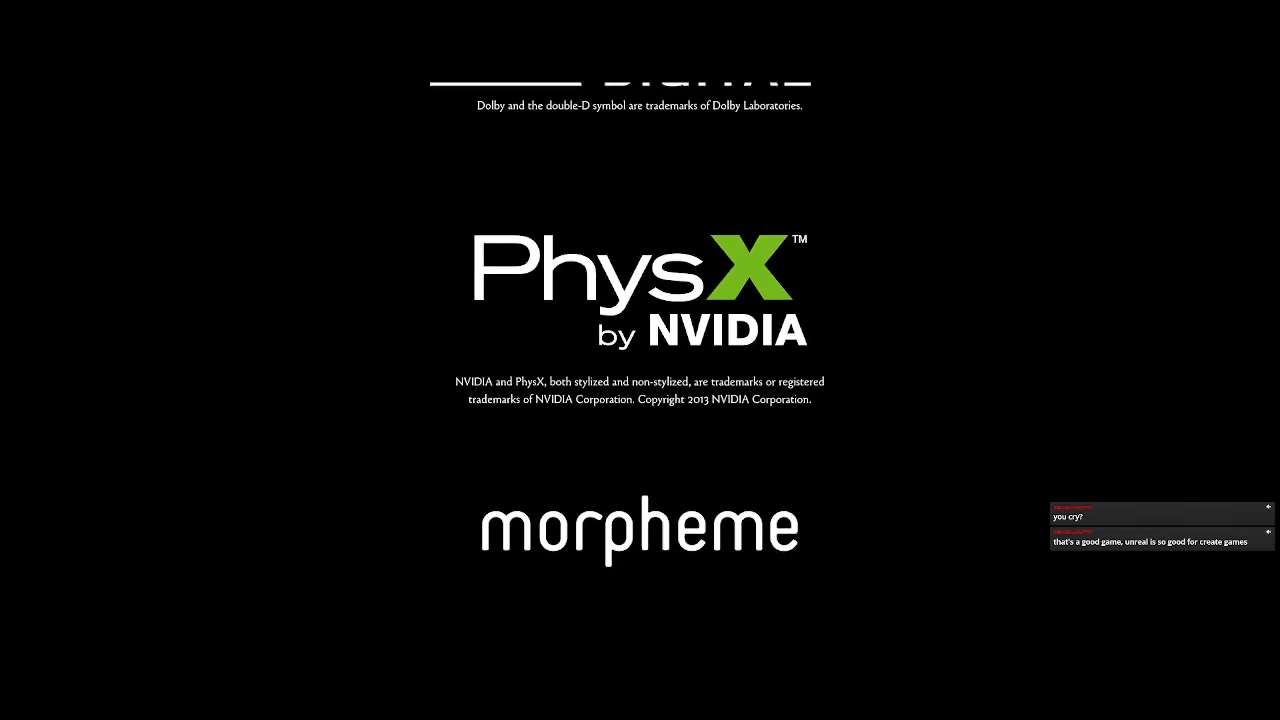 DIGITAL
Dolby and the double-D symbol are trademarks of Dolby Laboratories.
PhysX™
by NVIDIA
NVIDIA and PhysX, both stylized and non-stylized, are trademarks or registered
trademarks of NVIDIA Corporation. Copyright 2013 NVIDIA Corporation.
morpheme
you cry?
that's a good game, unreal is so good for create games